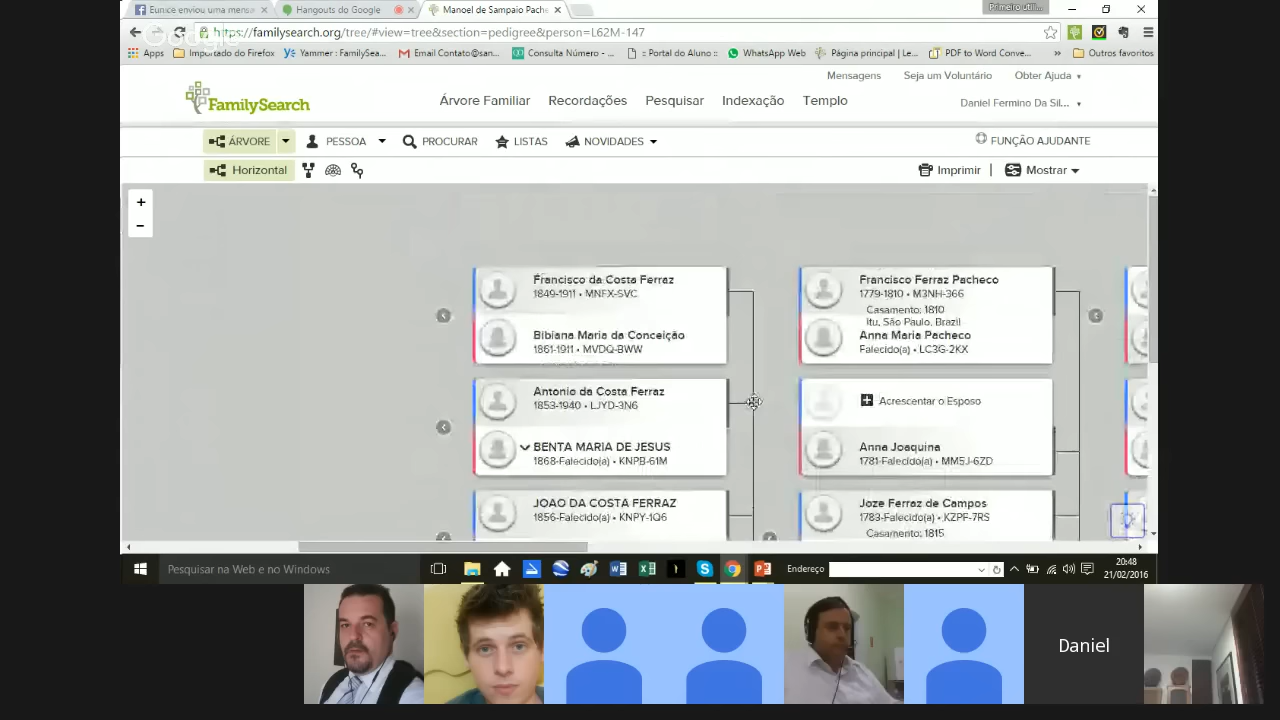 Eunice enviou uma mens
Hangouts do Google
Manoel de Sampaio Pach
Primeiro utili...
https://familysearch.org/tree/#view=tree&section=pedigree&person=L62M-147
Apps
Importado do Firefox
Yammer : FamilySea...
Email Contato@san...
Consulta Número -...
:: Portal do Aluno :...
WhatsApp Web
Página principal | Le...
PDF to Word Conve...
»
Outros favoritos
Mensagens
Seja um Voluntário
Obter Ajuda
FamilySearch
Árvore Familiar
Recordações
Pesquisar
Indexação
Templo
Daniel Fermino Da Sil...
ÁRVORE
PESSOA
PROCURAR
LISTAS
NOVIDADES
FUNÇÃO AJUDANTE
Horizontal
Imprimir
Mostrar
+
−
Francisco da Costa Ferraz
1849-1911 • MNFX-SVC
Bibiana Maria da Conceição
1861-1911 • MVDQ-BWW
Antonio da Costa Ferraz
1853-1940 • LJYD-3N6
BENTA MARIA DE JESUS
1868-Falecido(a) • KNPB-61M
JOAO DA COSTA FERRAZ
1856-Falecido(a) • KNPY-1Q6
Francisco Ferraz Pacheco
1779-1810 • M3NH-366
Casamento: 1810
Itu, São Paulo, Brazil
Anna Maria Pacheco
Falecido(a) • LC3G-2KX
Acrescentar o Esposo
Anna Joaquina
1781-Falecido(a) • MM5J-6ZD
Joze Ferraz de Campos
1783-Falecido(a) • KZPF-7RS
Casamento: 1815
Pesquisar na Web e no Windows
Endereço
20:48
21/02/2016
Daniel